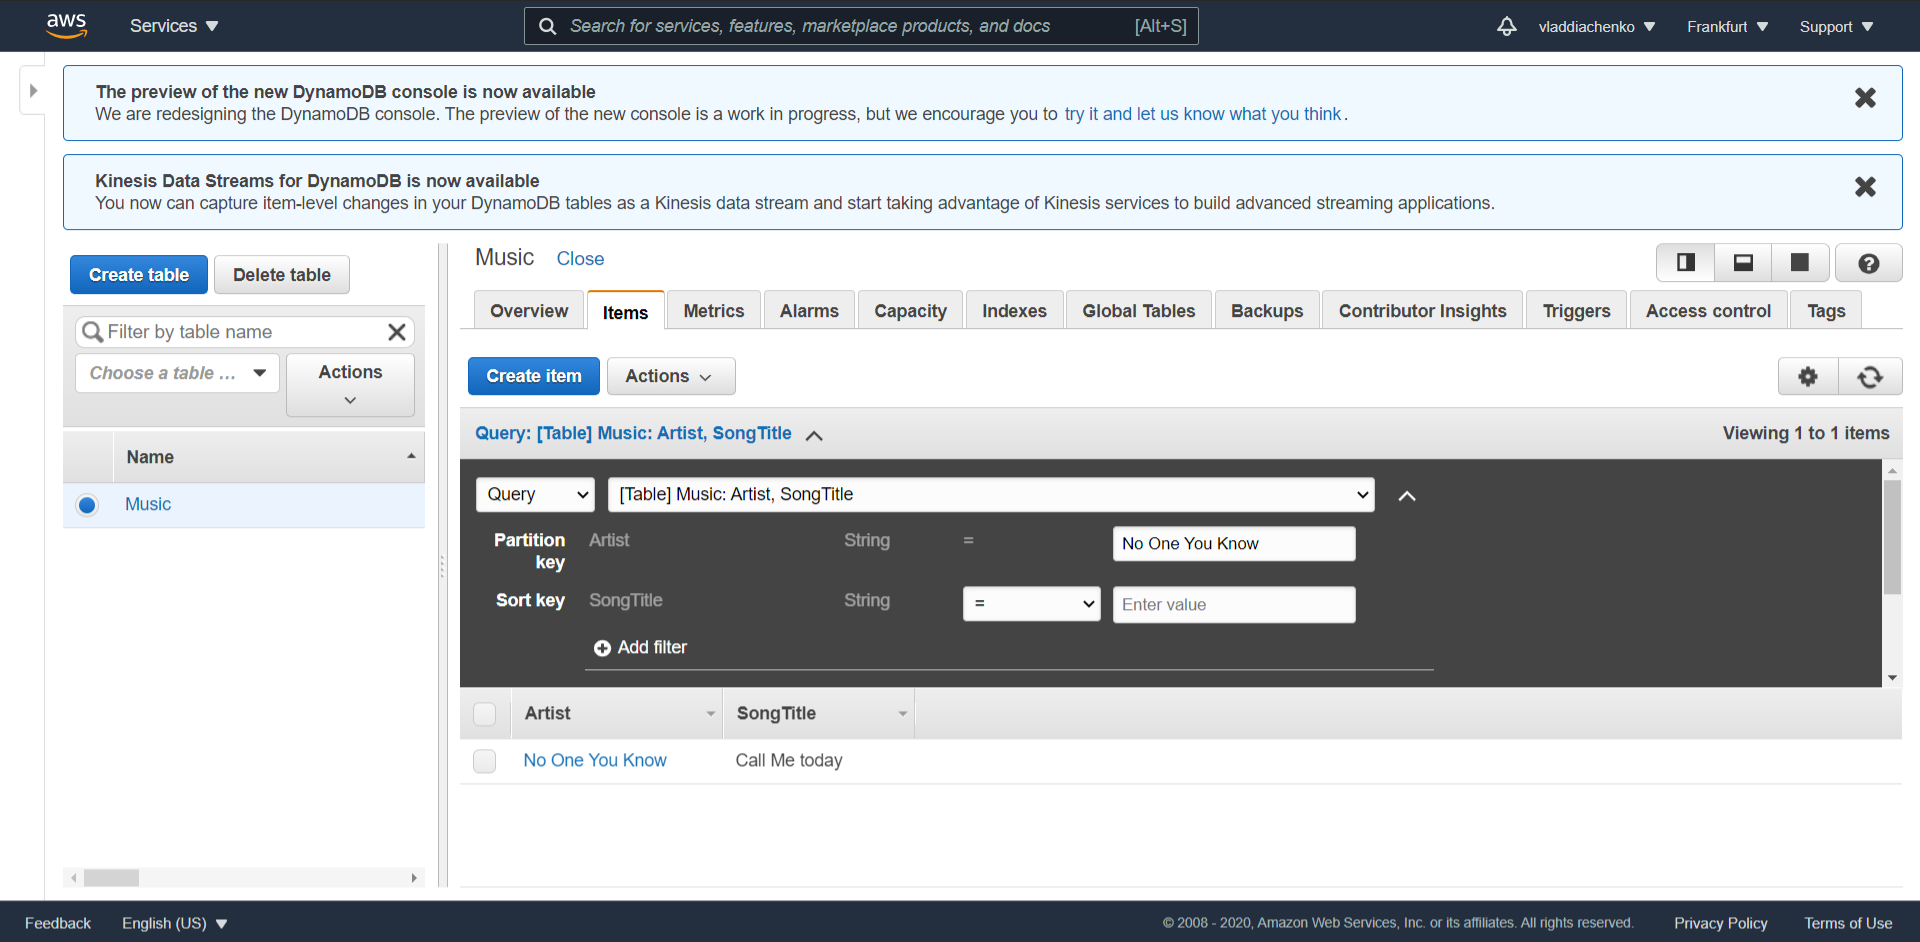 aws
Services
Search for services, features, marketplace products, and docs [Alt+S]
vladdiachenko
Frankfurt
Support
The preview of the new DynamoDB console is now available
We are redesigning the DynamoDB console. The preview of the new console is a work in progress, but we encourage you to try it and let us know what you think.
Kinesis Data Streams for DynamoDB is now available
You now can capture item-level changes in your DynamoDB tables as a Kinesis data stream and start taking advantage of Kinesis services to build advanced streaming applications.
Create table
Delete table
Filter by table name
Choose a table ...
Actions
Name
Music
Music Close
Overview Items Metrics Alarms Capacity Indexes Global Tables Backups Contributor Insights Triggers Access control Tags
Create item
Actions
Query: [Table] Music: Artist, SongTitle
Viewing 1 to 1 items
Query
[Table] Music: Artist, SongTitle
Partition
key
Artist String = No One You Know
Sort key SongTitle String = Enter value
Add filter
Artist SongTitle
No One You Know Call Me today
Feedback
English (US)
© 2008 - 2020, Amazon Web Services, Inc. or its affiliates. All rights reserved.
Privacy Policy
Terms of Use